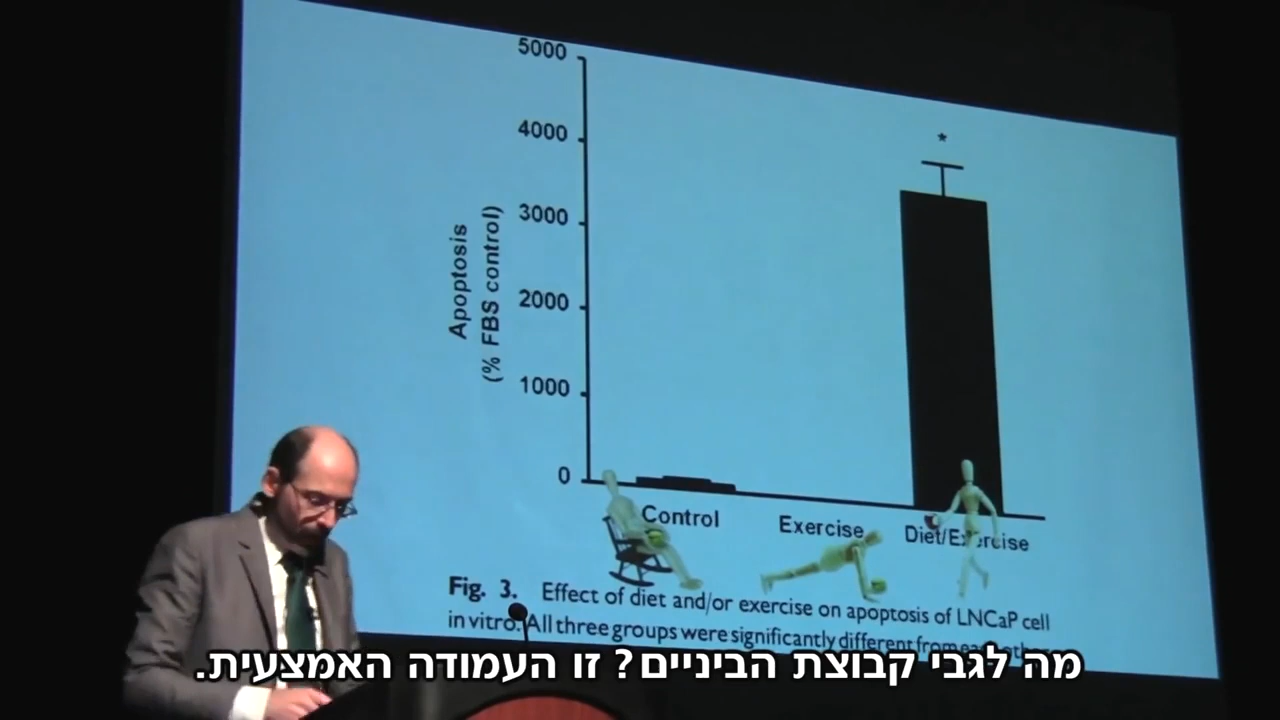 5000
4000
3000
2000
1000
0
Apoptosis
(% FBS control)
*
Control
Exercise
Diet/Exercise
Fig. 3. Effect of diet and/or exercise on apoptosis of LNCaP cell
in vitro. All three groups were significantly different from
מה לגבי קבוצת הביניים? זו העמודה האמצעית.